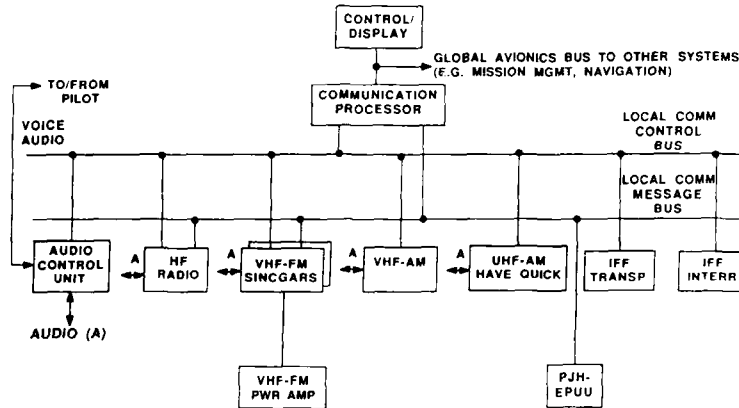 CONTROL/
DISPLAY
GLOBAL AVIONICS BUS TO OTHER SYSTEMS
(E.G. MISSION MGMT, NAVIGATION)
TO/FROM
PILOT
COMMUNICATION
PROCESSOR
VOICE
AUDIO
LOCAL COMM
CONTROL
BUS
LOCAL COMM
MESSAGE
BUS
AUDIO
CONTROL
UNIT
A
HF
RADIO
A
VHF-FM
SINCGARS
A
VHF-AM
A
UHF-AM
HAVE QUICK
IFF
TRANSP
IFF
INTERR
AUDIO (A)
VHF-FM
PWR AMP
PJH-
EPUU